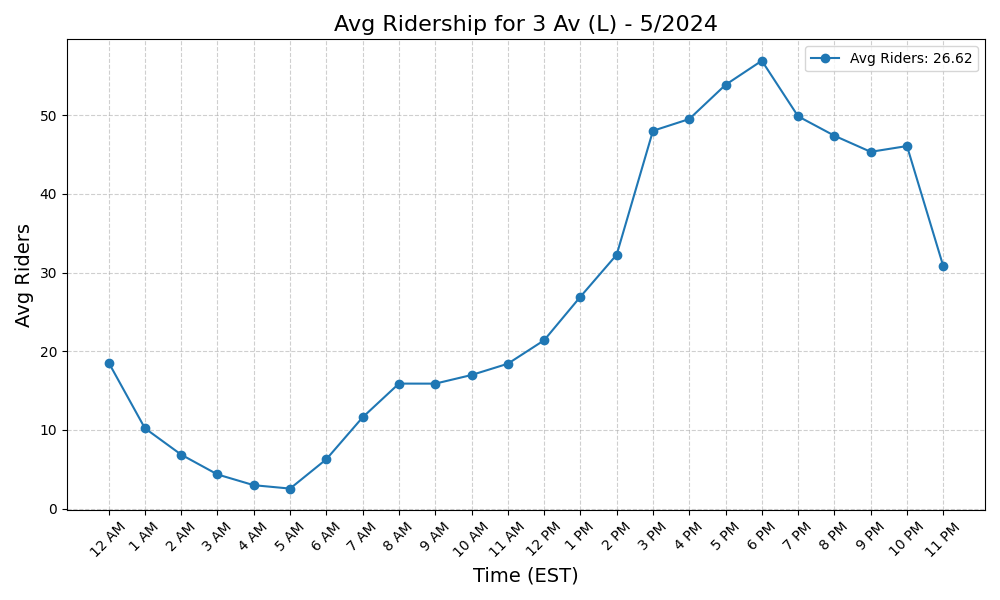 Avg Ridership for 3 Av (L) - 5/2024
Avg Riders: 26.62
Avg Riders
50
40
30
20
10
0
12 AM
1 AM
2 AM
3 AM
4 AM
5 AM
6 AM
7 AM
8 AM
9 AM
10 AM
11 AM
12 PM
1 PM
2 PM
3 PM
4 PM
5 PM
6 PM
7 PM
8 PM
9 PM
10 PM
11 PM
Time (EST)